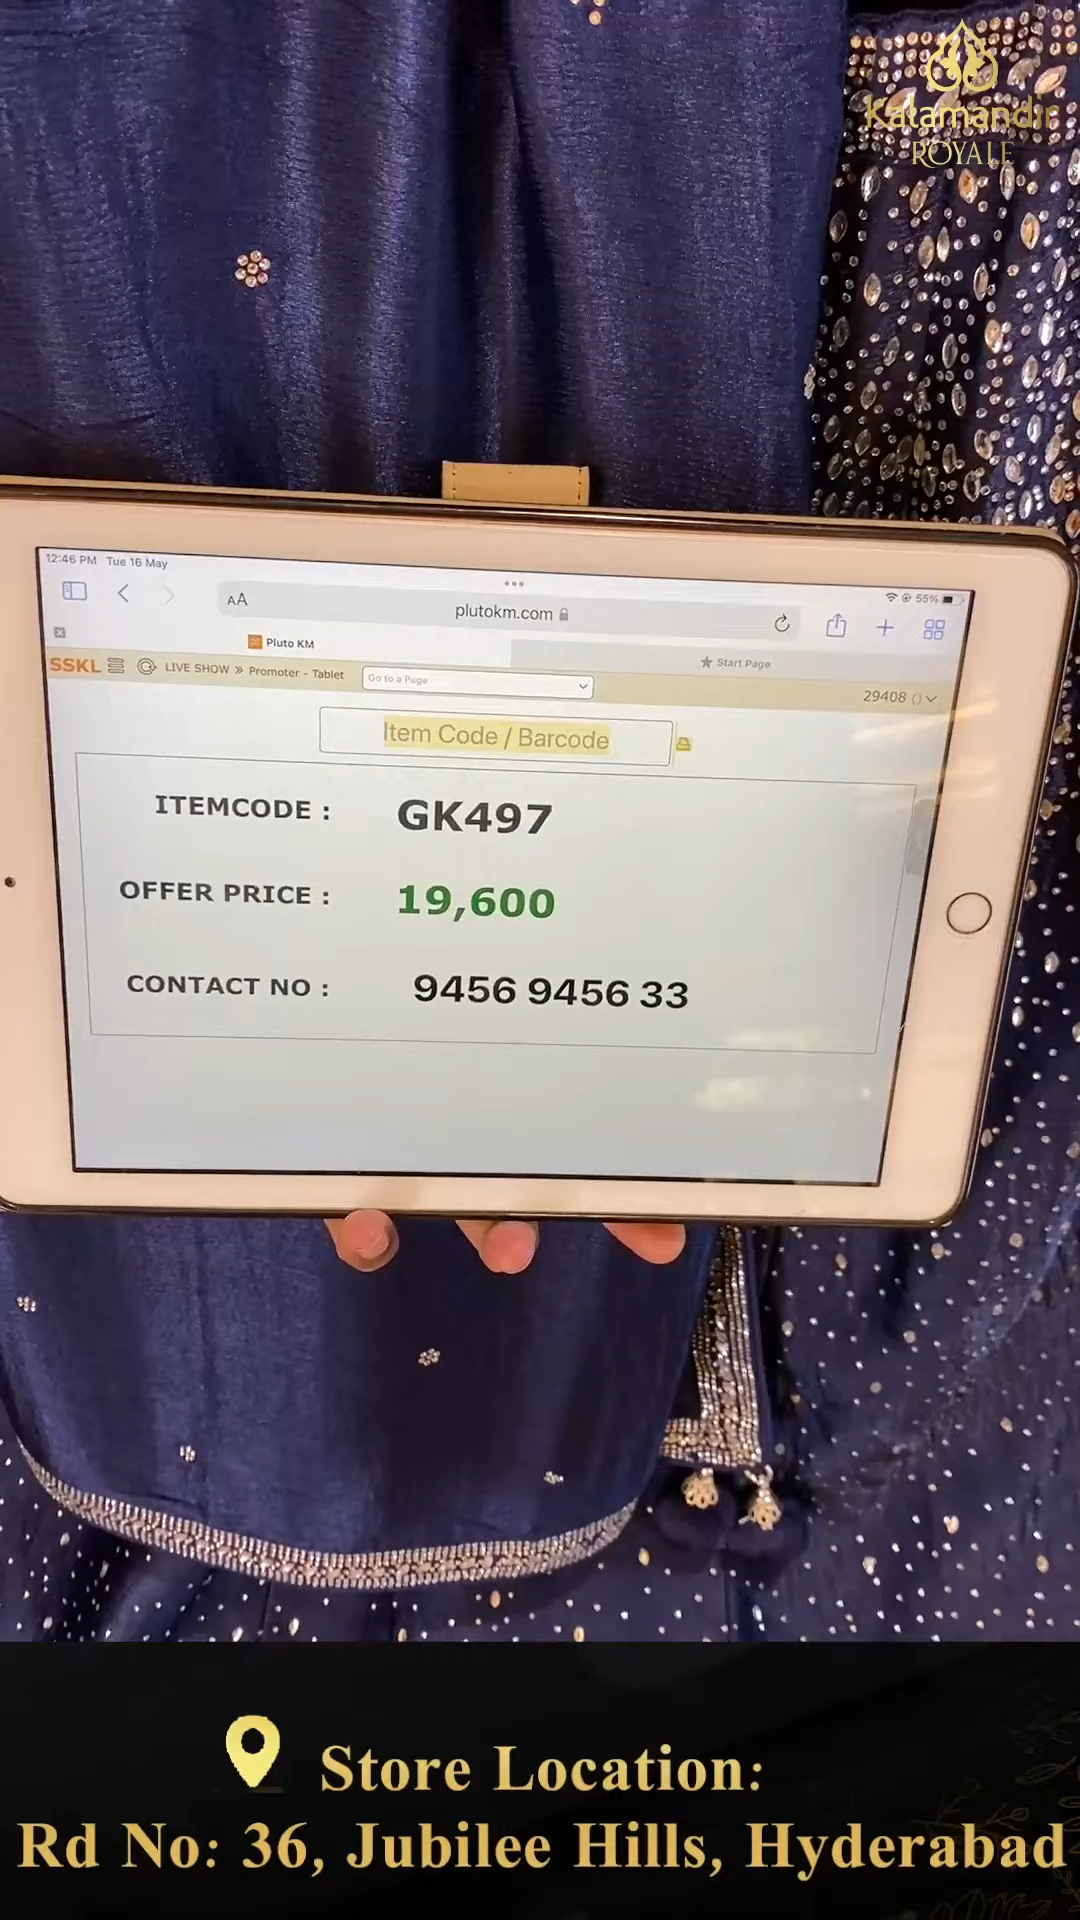 Kalamandir
ROYALE
12:46 PM Tue 16 May
55%
AA
plutokm.com
Pluto KM
Start Page
SSKL
LIVE SHOW » Promoter - Tablet
Go to a Page
29408 ()
Item Code / Barcode
ITEMCODE : GK497
OFFER PRICE : 19,600
CONTACT NO : 9456 9456 33
Store Location:
Rd No: 36, Jubilee Hills, Hyderabad